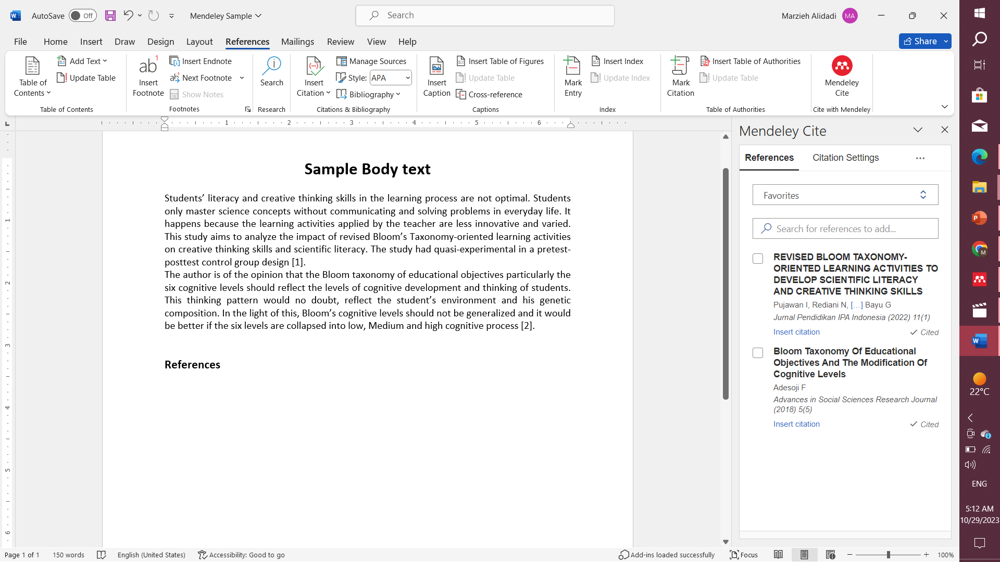 AutoSave Off Mendeley Sample Search Marzieh Alidadi MA
File Home Insert Draw Design Layout References Mailings Review View Help Share
Table of Contents
Add Text
Update Table
Table of Contents
ab 1
Insert Footnote
Insert Endnote
Next Footnote
Show Notes
Footnotes
Search
Research
Insert Citation
Manage Sources
Style: APA
Bibliography
Citations & Bibliography
Insert Caption
Insert Table of Figures
Update Table
Cross-reference
Captions
Mark Entry
Insert Index
Update Index
Index
Mark Citation
Insert Table of Authorities
Update Table
Table of Authorities
Mendeley Cite
Cite with Mendeley
1 2 3 4 5 6
1
2
3
4
5
6
Sample Body text
Students’ literacy and creative thinking skills in the learning process are not optimal. Students
only master science concepts without communicating and solving problems in everyday life. It
happens because the learning activities applied by the teacher are less innovative and varied.
This study aims to analyze the impact of revised Bloom’s Taxonomy-oriented learning activities
on creative thinking skills and scientific literacy. The study had quasi-experimental in a pretest-
posttest control group design [1].
The author is of the opinion that the Bloom taxonomy of educational objectives particularly the
six cognitive levels should reflect the levels of cognitive development and thinking of students.
This thinking pattern would no doubt, reflect the student’s environment and his genetic
composition. In the light of this, Bloom’s cognitive levels should not be generalized and it would
be better if the six levels are collapsed into low, Medium and high cognitive process [2].
References
Mendeley Cite
References Citation Settings ...
Favorites
Search for references to add...
REVISED BLOOM TAXONOMY-
ORIENTED LEARNING ACTIVITIES TO
DEVELOP SCIENTIFIC LITERACY
AND CREATIVE THINKING SKILLS
Pujawan I, Rediani N, […] Bayu G
Jurnal Pendidikan IPA Indonesia (2022) 11(1)
Insert citation Cited
Bloom Taxonomy Of Educational
Objectives And The Modification Of
Cognitive Levels
Adesoji F
Advances in Social Sciences Research Journal
(2018) 5(5)
Insert citation Cited
22°C
ENG
5:12 AM
10/29/2023
Page 1 of 1 150 words English (United States) Accessibility: Good to go Add-ins loaded successfully Focus 100%